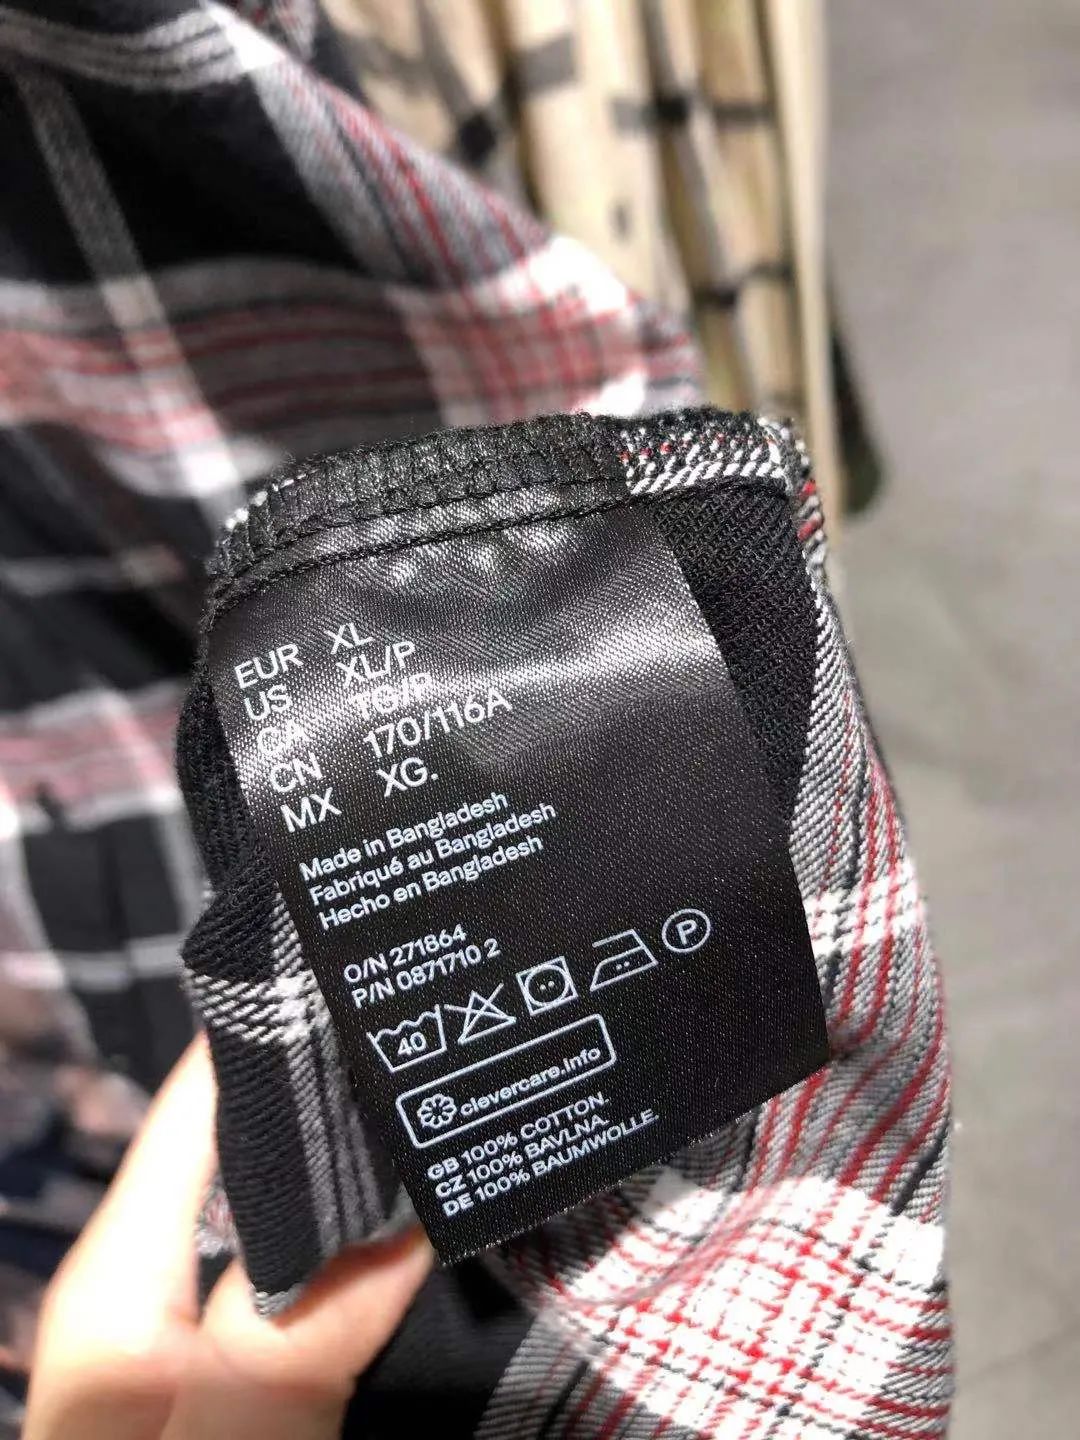 EUR XL
US XL/P
CA TG/P
CN 170/116A
MX XG.
Made in Bangladesh
Fabriqué au Bangladesh
Hecho en Bangladesh
O/N 271864
P/N 0871710 2
40 P
clevercare.info
GB 100% COTTON.
CZ 100% BAVLNA.
DE 100% BAUMWOLLE.